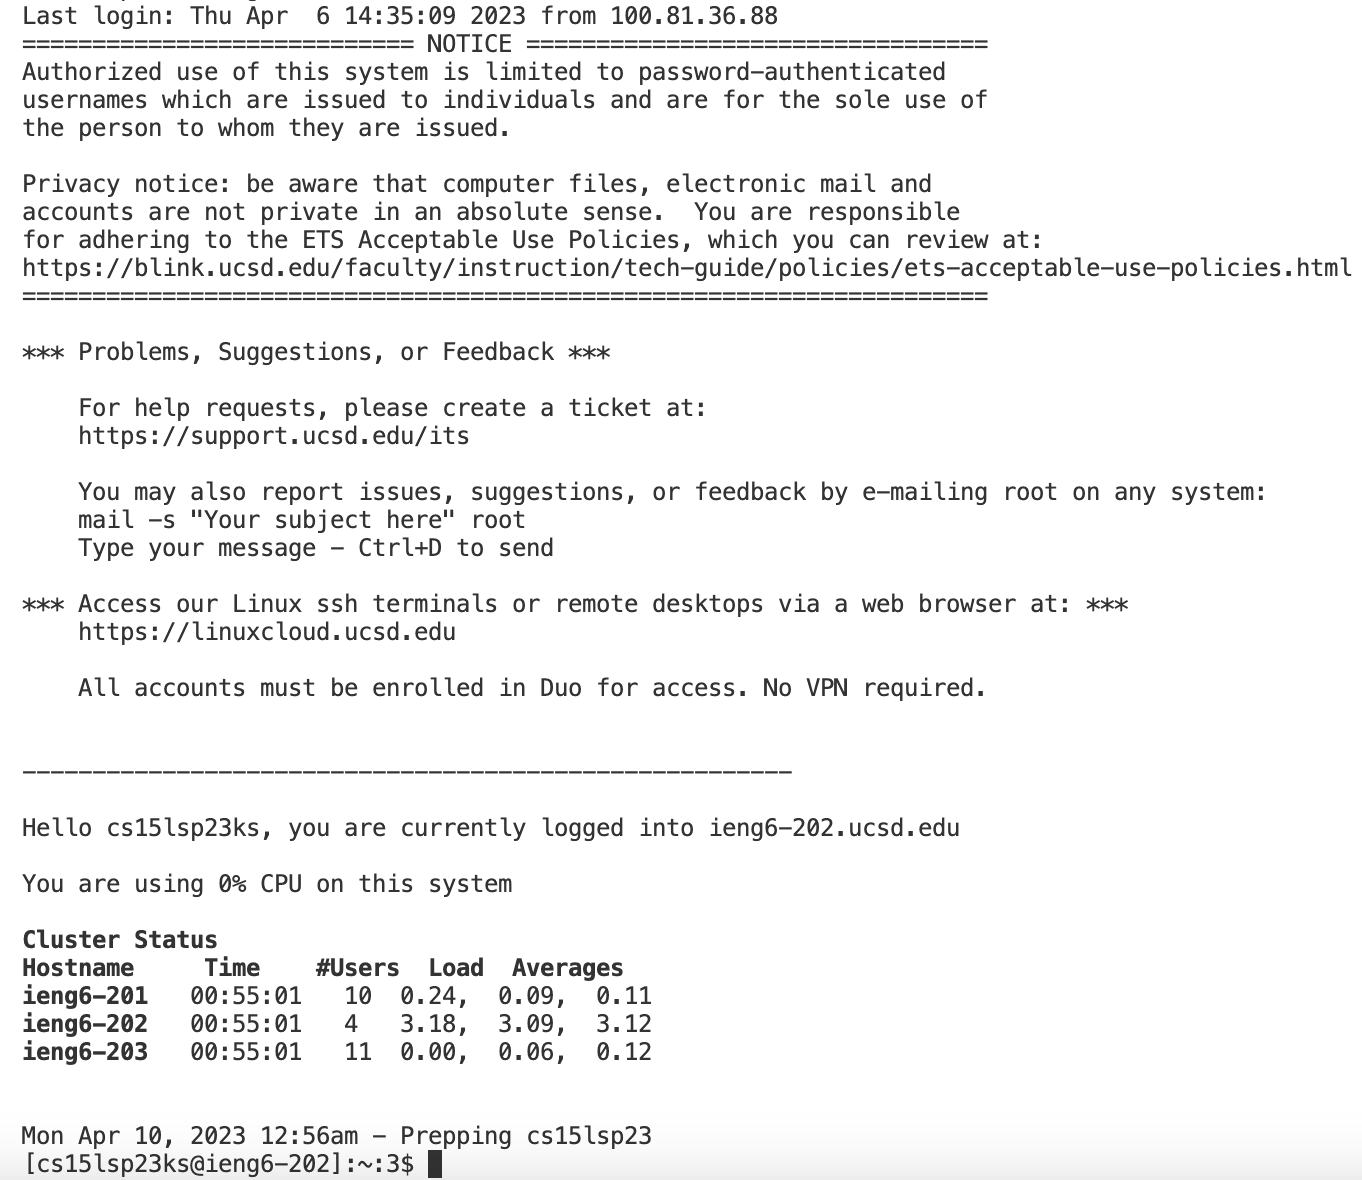 Last login: Thu Apr  6 14:35:09 2023 from 100.81.36.88
============================ NOTICE =================================
Authorized use of this system is limited to password-authenticated
usernames which are issued to individuals and are for the sole use of
the person to whom they are issued.

Privacy notice: be aware that computer files, electronic mail and
accounts are not private in an absolute sense.  You are responsible
for adhering to the ETS Acceptable Use Policies, which you can review at:
https://blink.ucsd.edu/faculty/instruction/tech-guide/policies/ets-acceptable-use-policies.html
=====================================================================

*** Problems, Suggestions, or Feedback ***

    For help requests, please create a ticket at:
    https://support.ucsd.edu/its

    You may also report issues, suggestions, or feedback by e-mailing root on any system:
    mail -s "Your subject here" root
    Type your message - Ctrl+D to send

*** Access our Linux ssh terminals or remote desktops via a web browser at: ***
    https://linuxcloud.ucsd.edu

    All accounts must be enrolled in Duo for access. No VPN required.


-------------------------------------------------------

Hello cs15lsp23ks, you are currently logged into ieng6-202.ucsd.edu

You are using 0% CPU on this system

Cluster Status
Hostname     Time    #Users  Load  Averages
ieng6-201   00:55:01   10  0.24,  0.09,  0.11
ieng6-202   00:55:01   4   3.18,  3.09,  3.12
ieng6-203   00:55:01   11  0.00,  0.06,  0.12


Mon Apr 10, 2023 12:56am - Prepping cs15lsp23
[cs15lsp23ks@ieng6-202]:~:3$